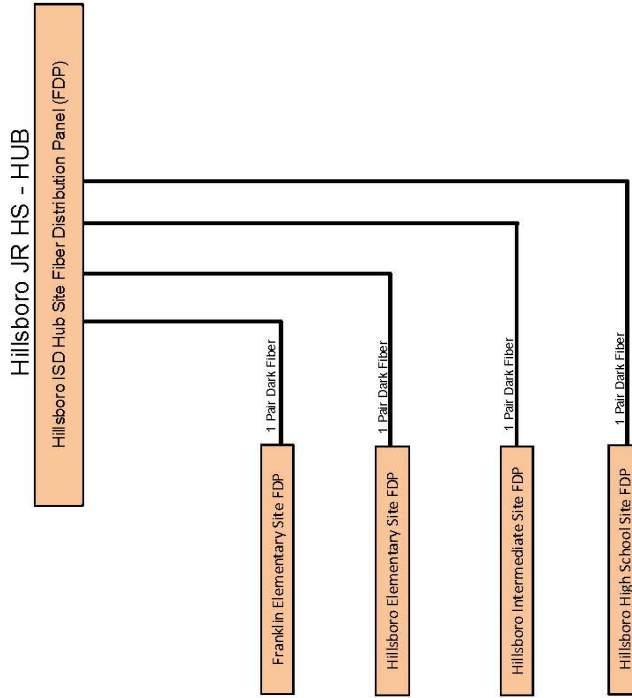 Hillsboro JR HS - HUB
Hillsboro ISD Hub Site Fiber Distribution Panel (FDP)
1 Pair Dark Fiber
1 Pair Dark Fiber
1 Pair Dark Fiber
1 Pair Dark Fiber
Franklin Elementary Site FDP
Hillsboro Elementary Site FDP
Hillsboro Intermediate Site FDP
Hillsboro High School Site FDP